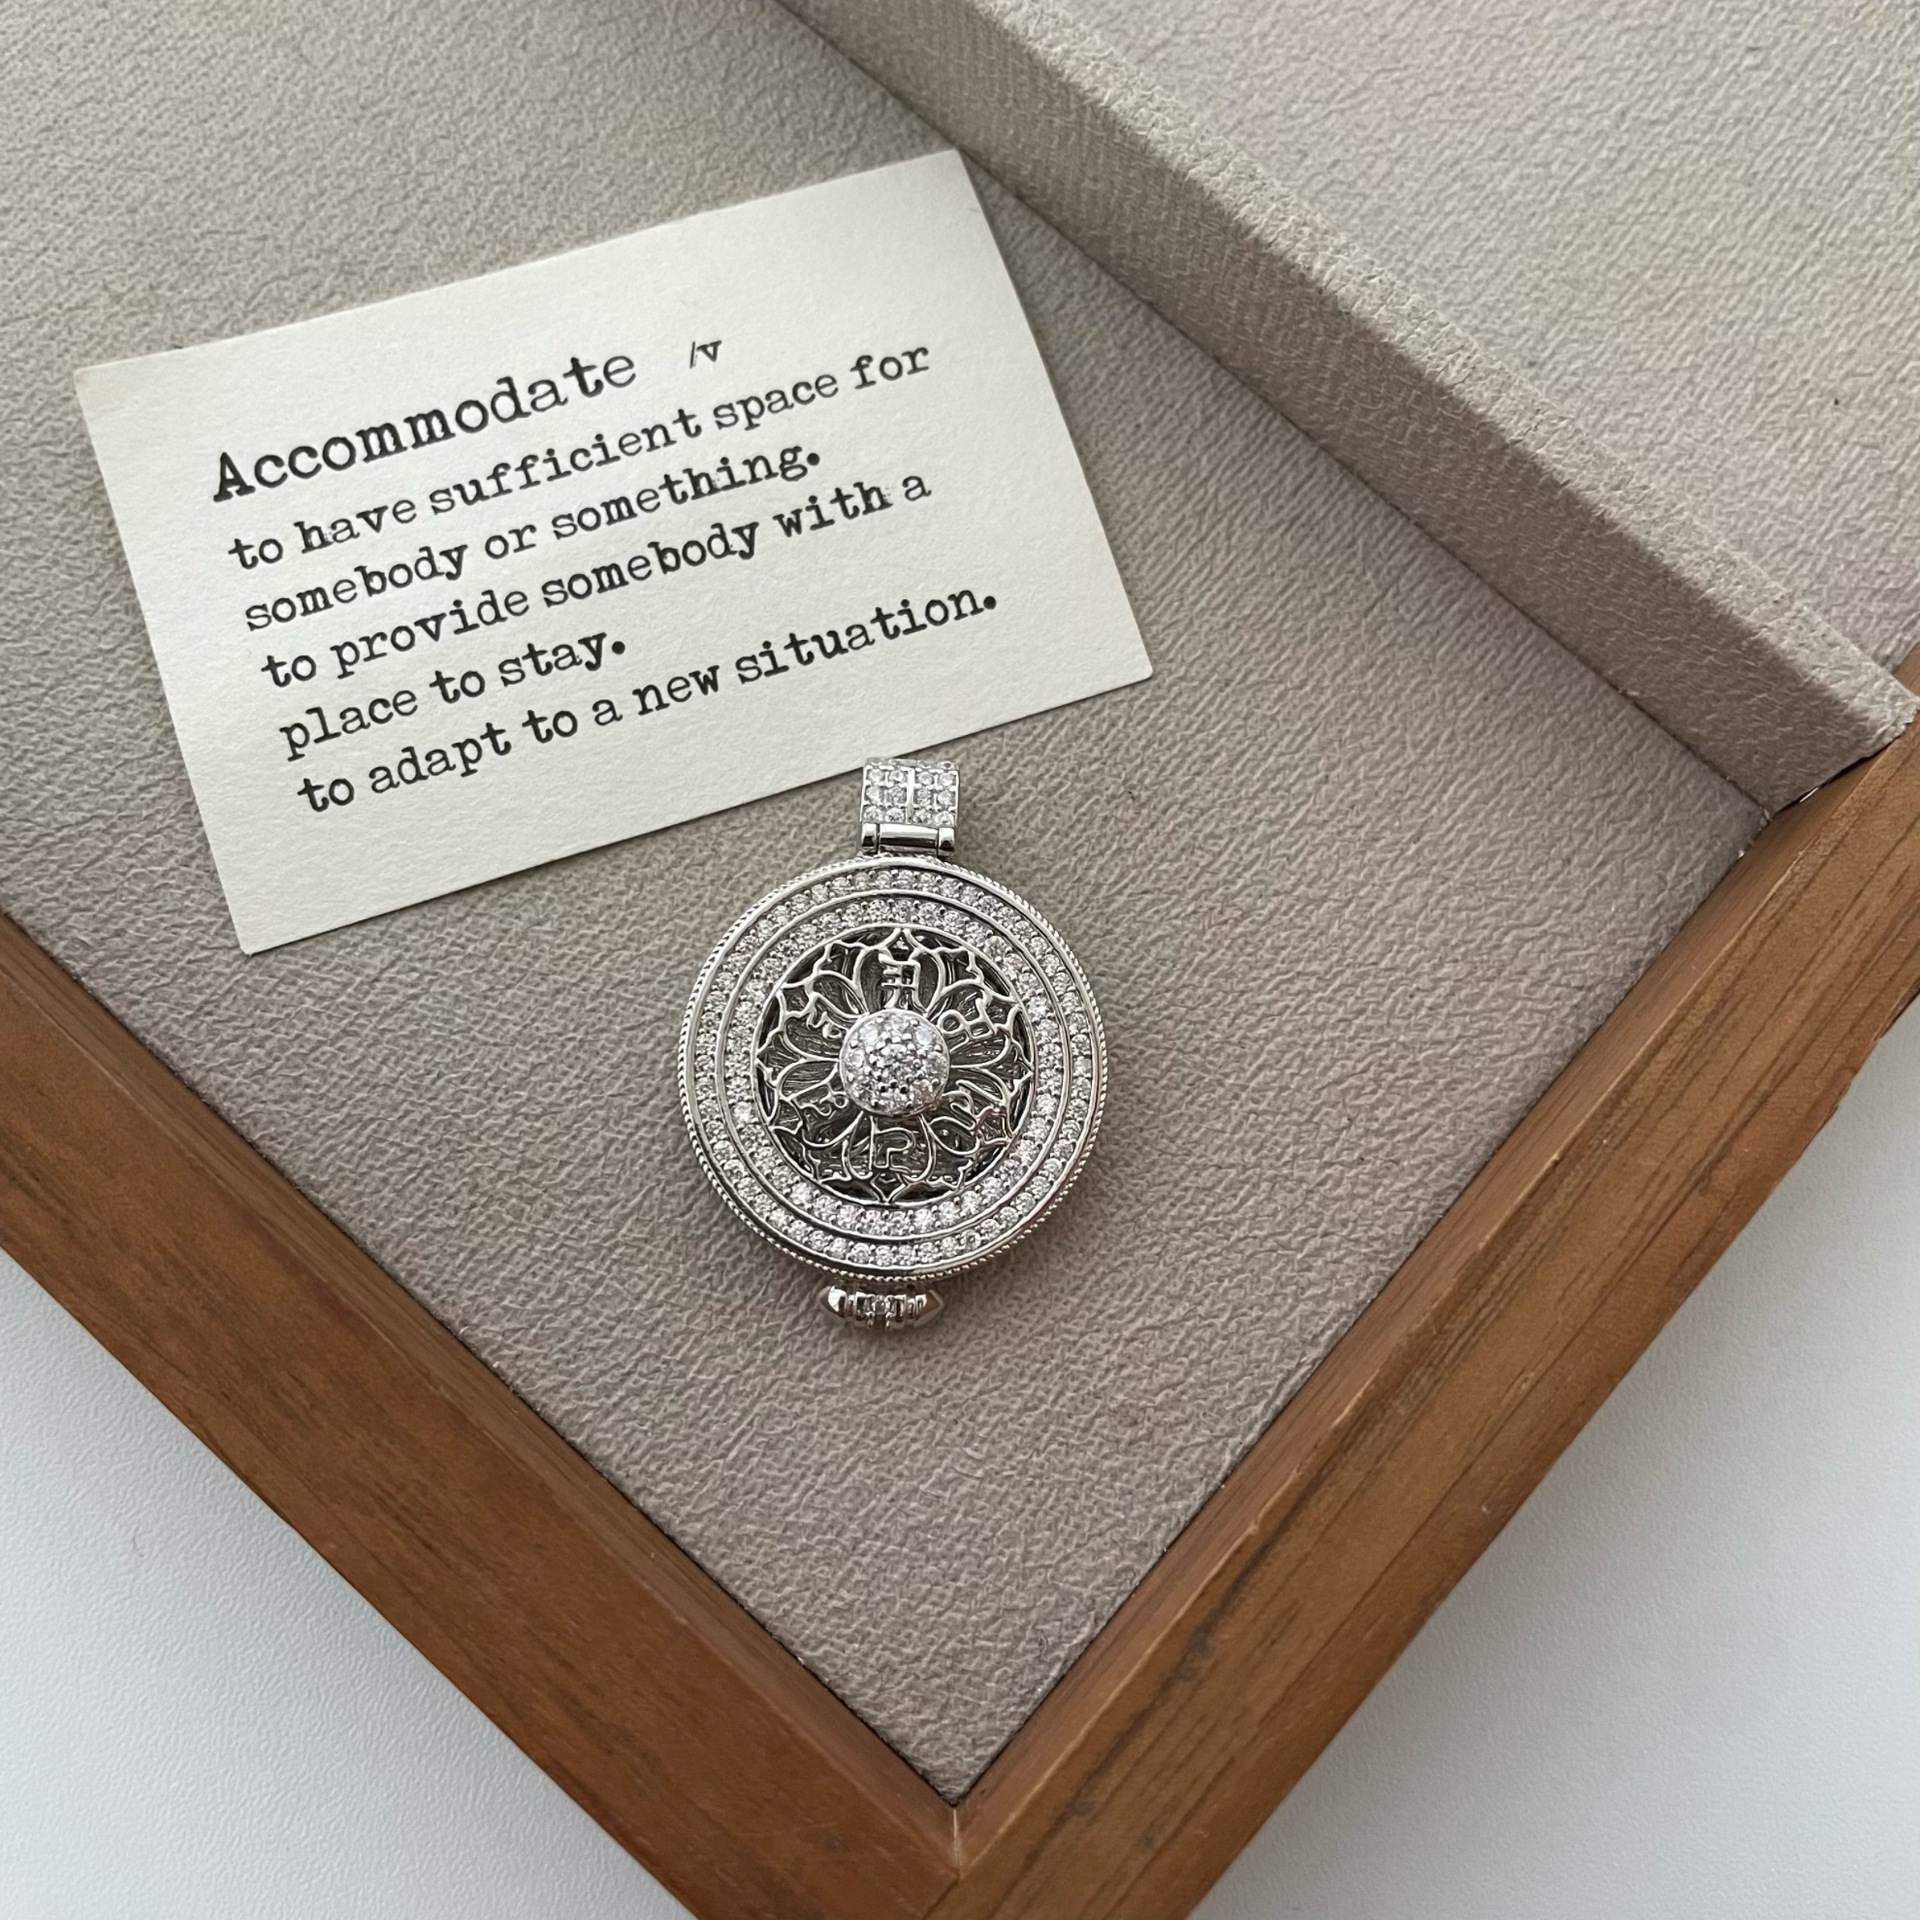 Accommodate /v
to have sufficient space for
somebody or something.
to provide somebody with a
place to stay.
to adapt to a new situation.